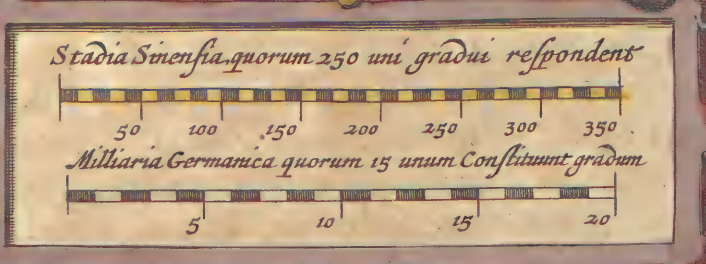 Stadia Sinensia, quorum 250 uni gradui respondent
50 100 150 200 250 300 350
Milliaria Germanica quorum 15 unum Constituunt gradum
5 10 15 20